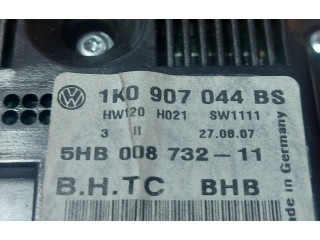 1K0 907 044 BS
HW120 H021 SW1111
3 II 27.08.07
5HB 008 732-11
B.H.TC BHB
in Germany